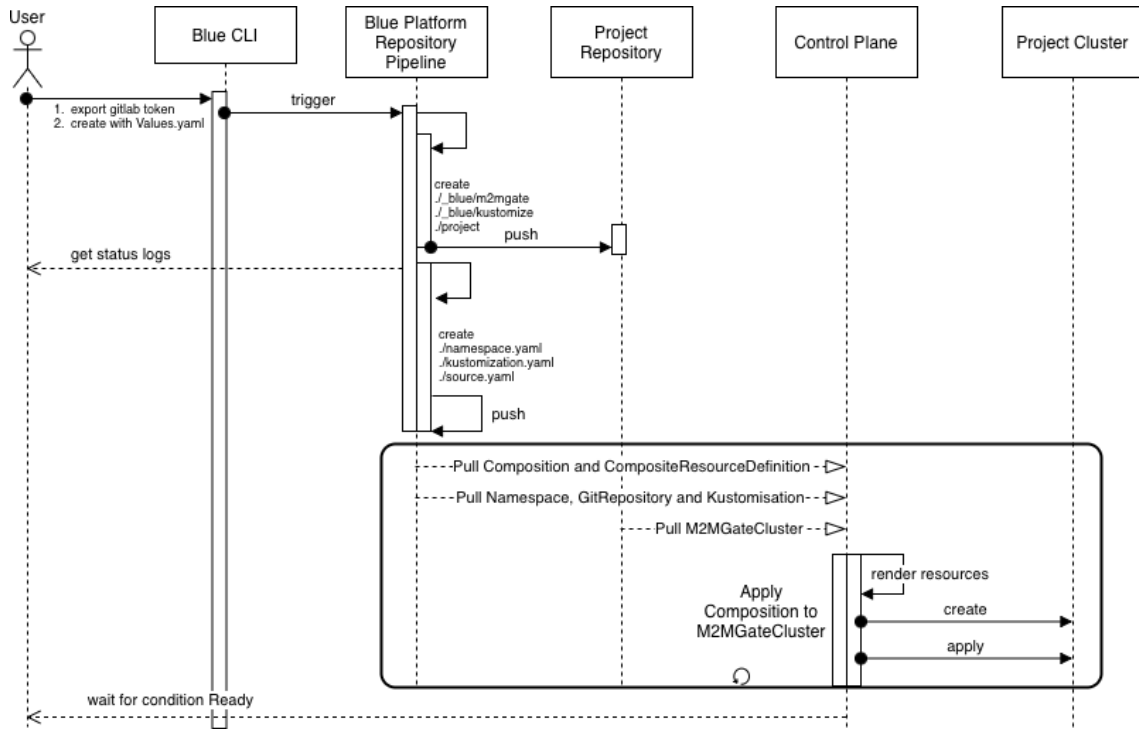 User
Blue CLI
Blue Platform
Repository
Pipeline
Project
Repository
Control Plane
Project Cluster
1. export gitlab token
2. create with Values.yaml
trigger
create
./_blue/m2mgate
./_blue/kustomize
./project
push
get status logs
create
./namespace.yaml
./kustomization.yaml
./source.yaml
push
Pull Composition and CompositeResourceDefinition
Pull Namespace, GitRepository and Kustomisation
Pull M2MGateCluster
render resources
Apply
Composition to
M2MGateCluster
create
apply
wait for condition Ready